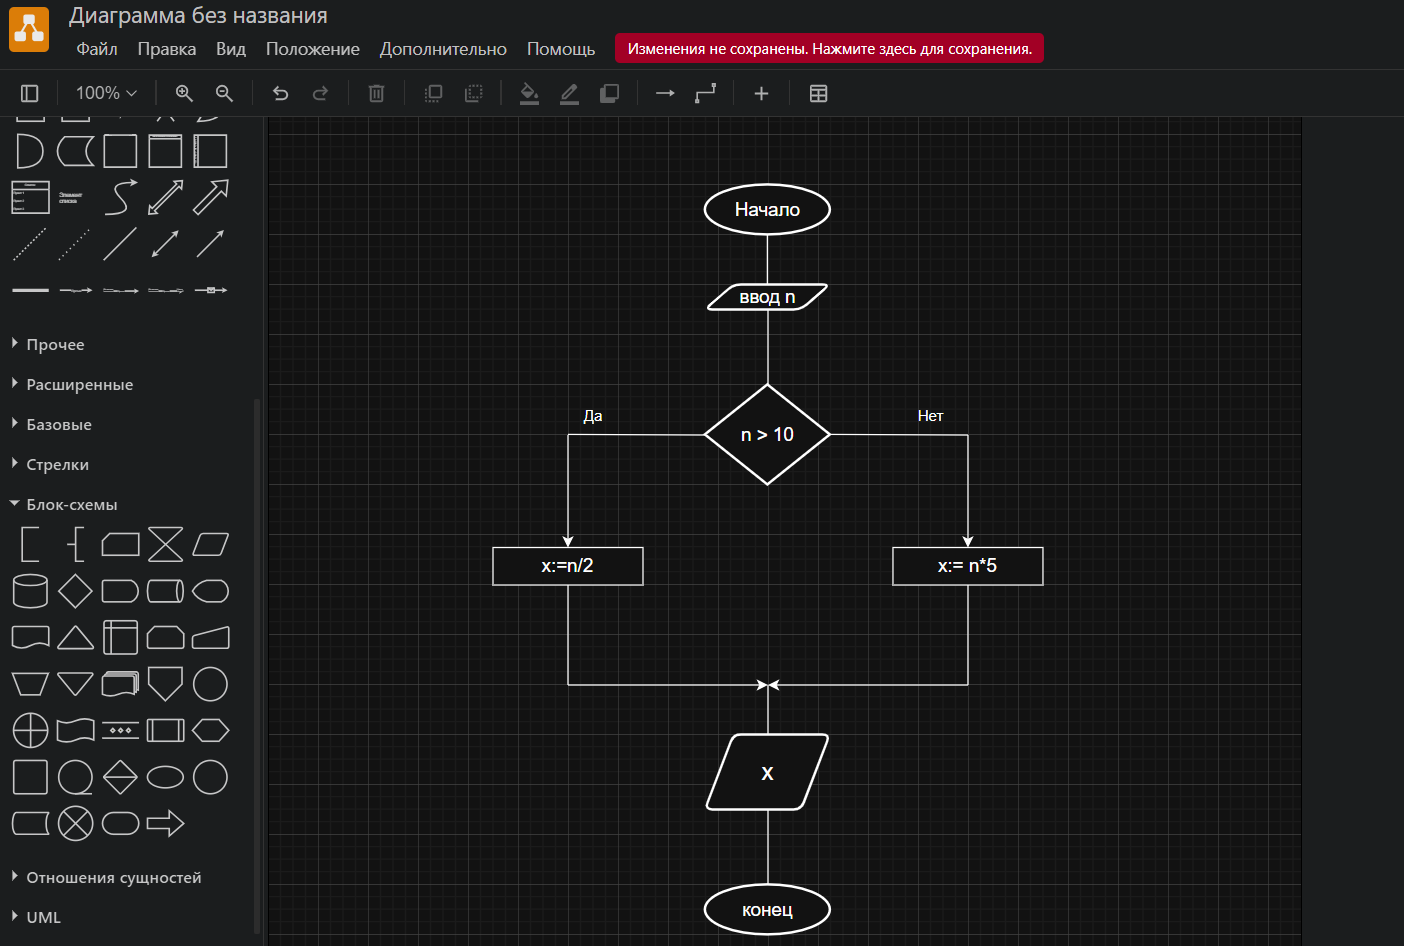 Диаграмма без названия
Файл Правка Вид Положение Дополнительно Помощь Изменения не сохранены. Нажмите здесь для сохранения.
100%
Прочее
Расширенные
Базовые
Стрелки
Блок-схемы
Отношения сущностей
UML
Начало
ввод n
Да
Нет
n > 10
x:=n/2
x:= n*5
X
конец